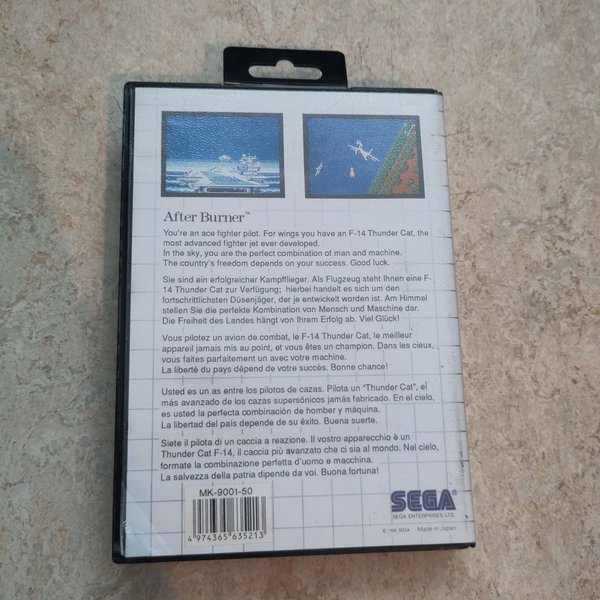 After Burner™
You're an ace fighter pilot. For wings you have an F-14 Thunder Cat, the
most advanced fighter jet ever developed.
In the sky, you are the perfect combination of man and machine.
The country's freedom depends on your success. Good luck.
Sie sind ein erfolgreicher Kampfflieger. Als Flugzeug steht Ihnen eine F-
14 Thunder Cat zur Verfügung; hierbei handelt es sich um den
fortschrittlichsten Düsenjäger, der je entwickelt worden ist. Am Himmel
stellen Sie die perfekte Kombination von Mensch und Maschine dar.
Die Freiheit des Landes hängt von Ihrem Erfolg ab. Viel Glück!
Vous pilotez un avion de combat, le F-14 Thunder Cat, le meilleur
appareil jamais mis au point, et vous êtes un champion. Dans les cieux,
vous faites parfaitement un avec votre machine.
La liberté du pays dépend de votre succès. Bonne chance!
Usted es un as entre los pilotos de cazas. Pilota un "Thunder Cat", el
más avanzado de los cazas supersónicos jamás fabricado. En el cielo,
es usted la perfecta combinación de homber y máquina.
La libertad del país depende de su éxito. Buena suerte.
Siete il pilota di un caccia a reazione. Il vostro apparecchio è un
Thunder Cat F-14, il caccia più avanzato che ci sia al mondo. Nel cielo,
formate la combinazione perfetta d'uomo e macchina.
La salvezza della patria dipende da voi. Buona fortuna!
MK-9001-50
4 974365 635213
SEGA®
SEGA ENTERPRISES LTD.
© 1988 SEGA Made in Japan